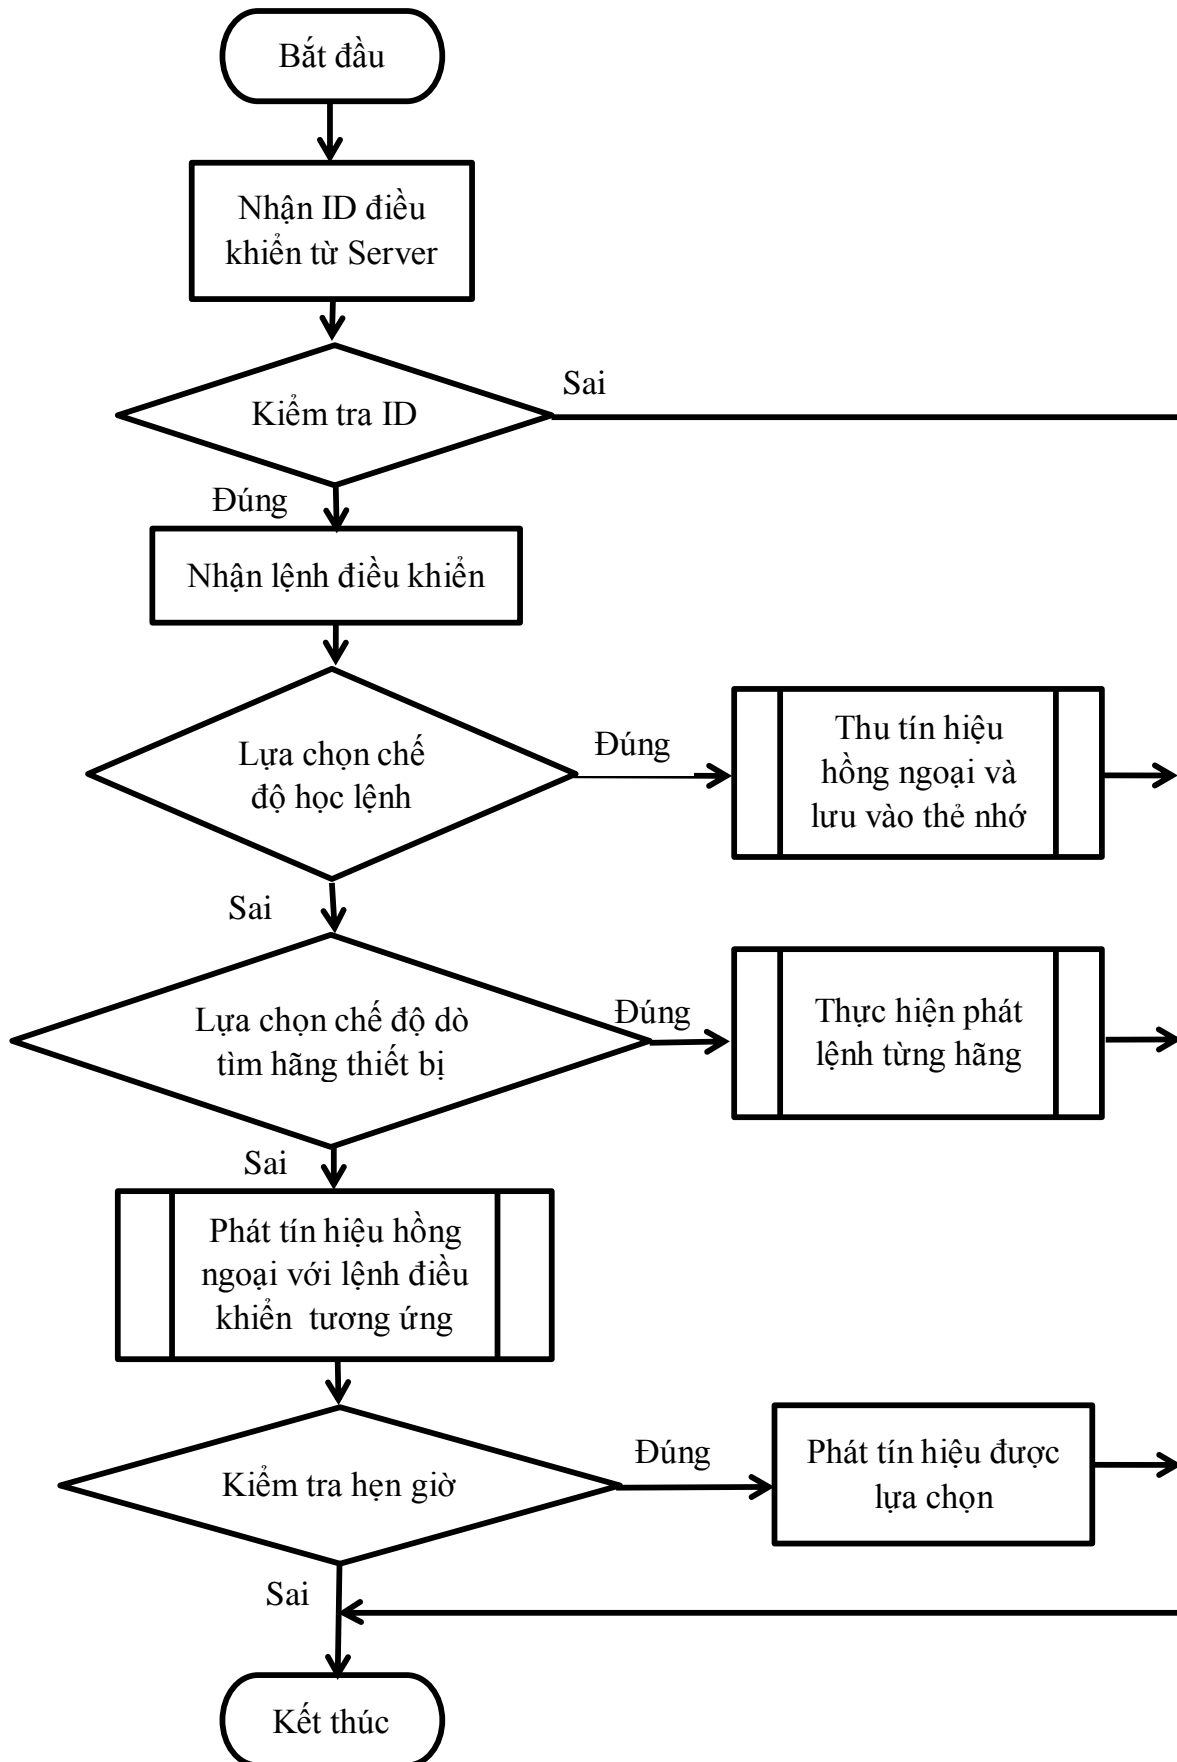 Bắt đầu
Nhận ID điều
khiển từ Server
Kiểm tra ID
Sai
Đúng
Nhận lệnh điều khiển
Lựa chọn chế
độ học lệnh
Đúng
Thu tín hiệu
hồng ngoại và
lưu vào thẻ nhớ
Sai
Lựa chọn chế độ dò
tìm hãng thiết bị
Đúng
Thực hiện phát
lệnh từng hãng
Sai
Phát tín hiệu hồng
ngoại với lệnh điều
khiển  tương ứng
Kiểm tra hẹn giờ
Đúng
Phát tín hiệu được
lựa chọn
Sai
Kết thúc